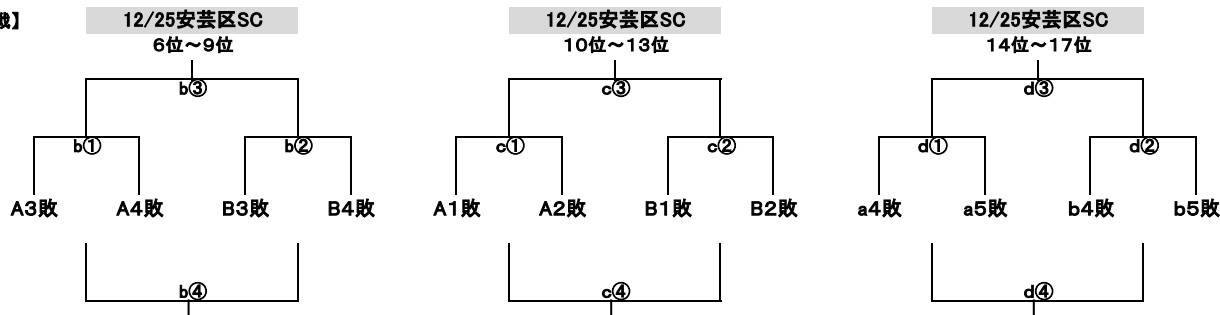 戦】
12/25安芸区SC 12/25安芸区SC 12/25安芸区SC
6位～9位 10位～13位 14位～17位
b③ c③ d③
b① b② c① c② d① d②
A3敗 A4敗 B3敗 B4敗 A1敗 A2敗 B1敗 B2敗 a4敗 a5敗 b4敗 b5敗
b④ c④ d④